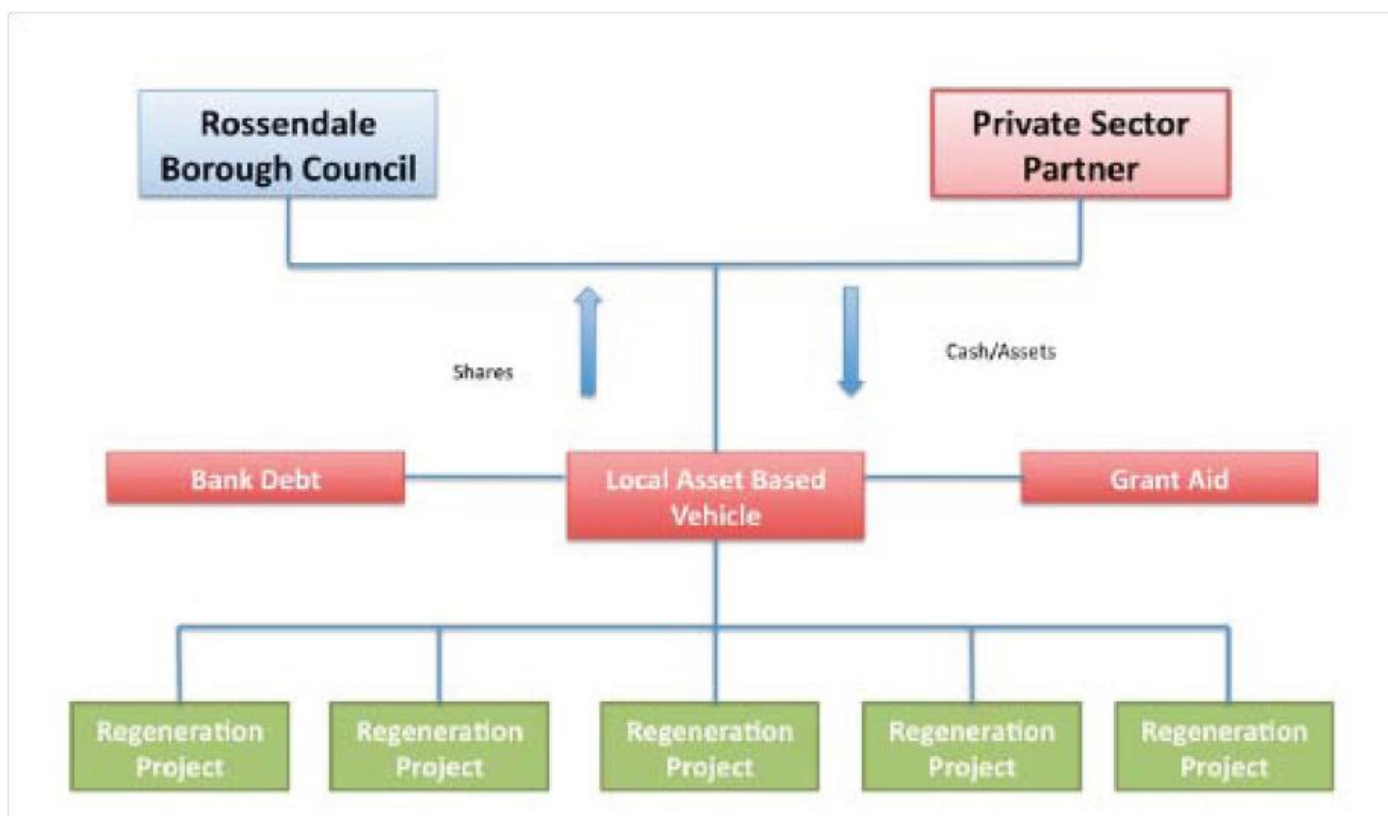 Rossendale
Borough Council
Private Sector
Partner
Shares
Cash/Assets
Bank Debt
Local Asset Based
Vehicle
Grant Aid
Regeneration
Project
Regeneration
Project
Regeneration
Project
Regeneration
Project
Regeneration
Project